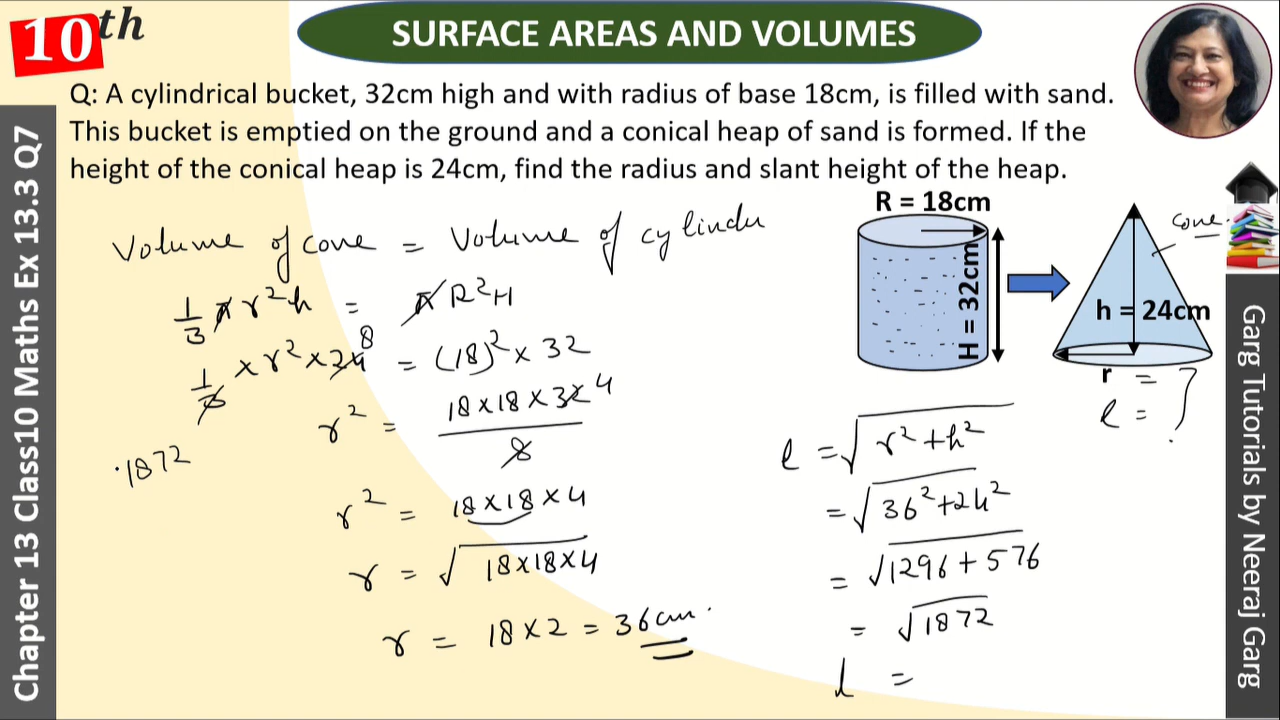 10th
SURFACE AREAS AND VOLUMES
Q: A cylindrical bucket, 32cm high and with radius of base 18cm, is filled with sand.
This bucket is emptied on the ground and a conical heap of sand is formed. If the
height of the conical heap is 24cm, find the radius and slant height of the heap.
Chapter 13 Class10 Maths Ex 13.3 Q7
Volume of cone = Volume of cylinder
1/3 π r² h = π R² H
1/3 × r² × 24 8 = (18)² × 32
r² = 18 × 18 × 32 4 / 8
·1872
r² = 18 × 18 × 4
r = √18×18×4
r = 18 × 2 = 36cm.
R = 18cm
H = 32cm
cone.
h = 24cm
r = ?
l =
l = √r² + h²
= √36² + 24²
= √1296 + 576
= √1872
l =
Garg Tutorials by Neeraj Garg